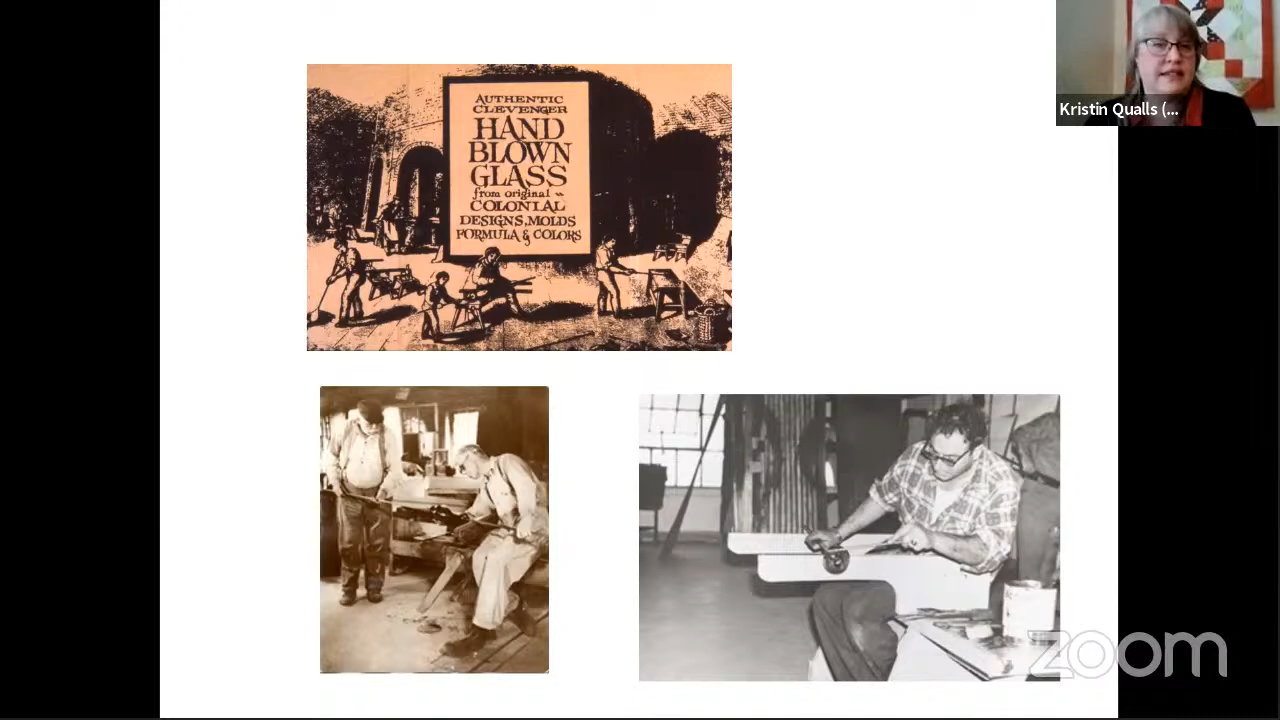 Kristin Qualls (...
AUTHENTIC
CLEVENGER
HAND
BLOWN
GLASS
from original
COLONIAL
DESIGNS, MOLDS
FORMULA & COLORS
zoom